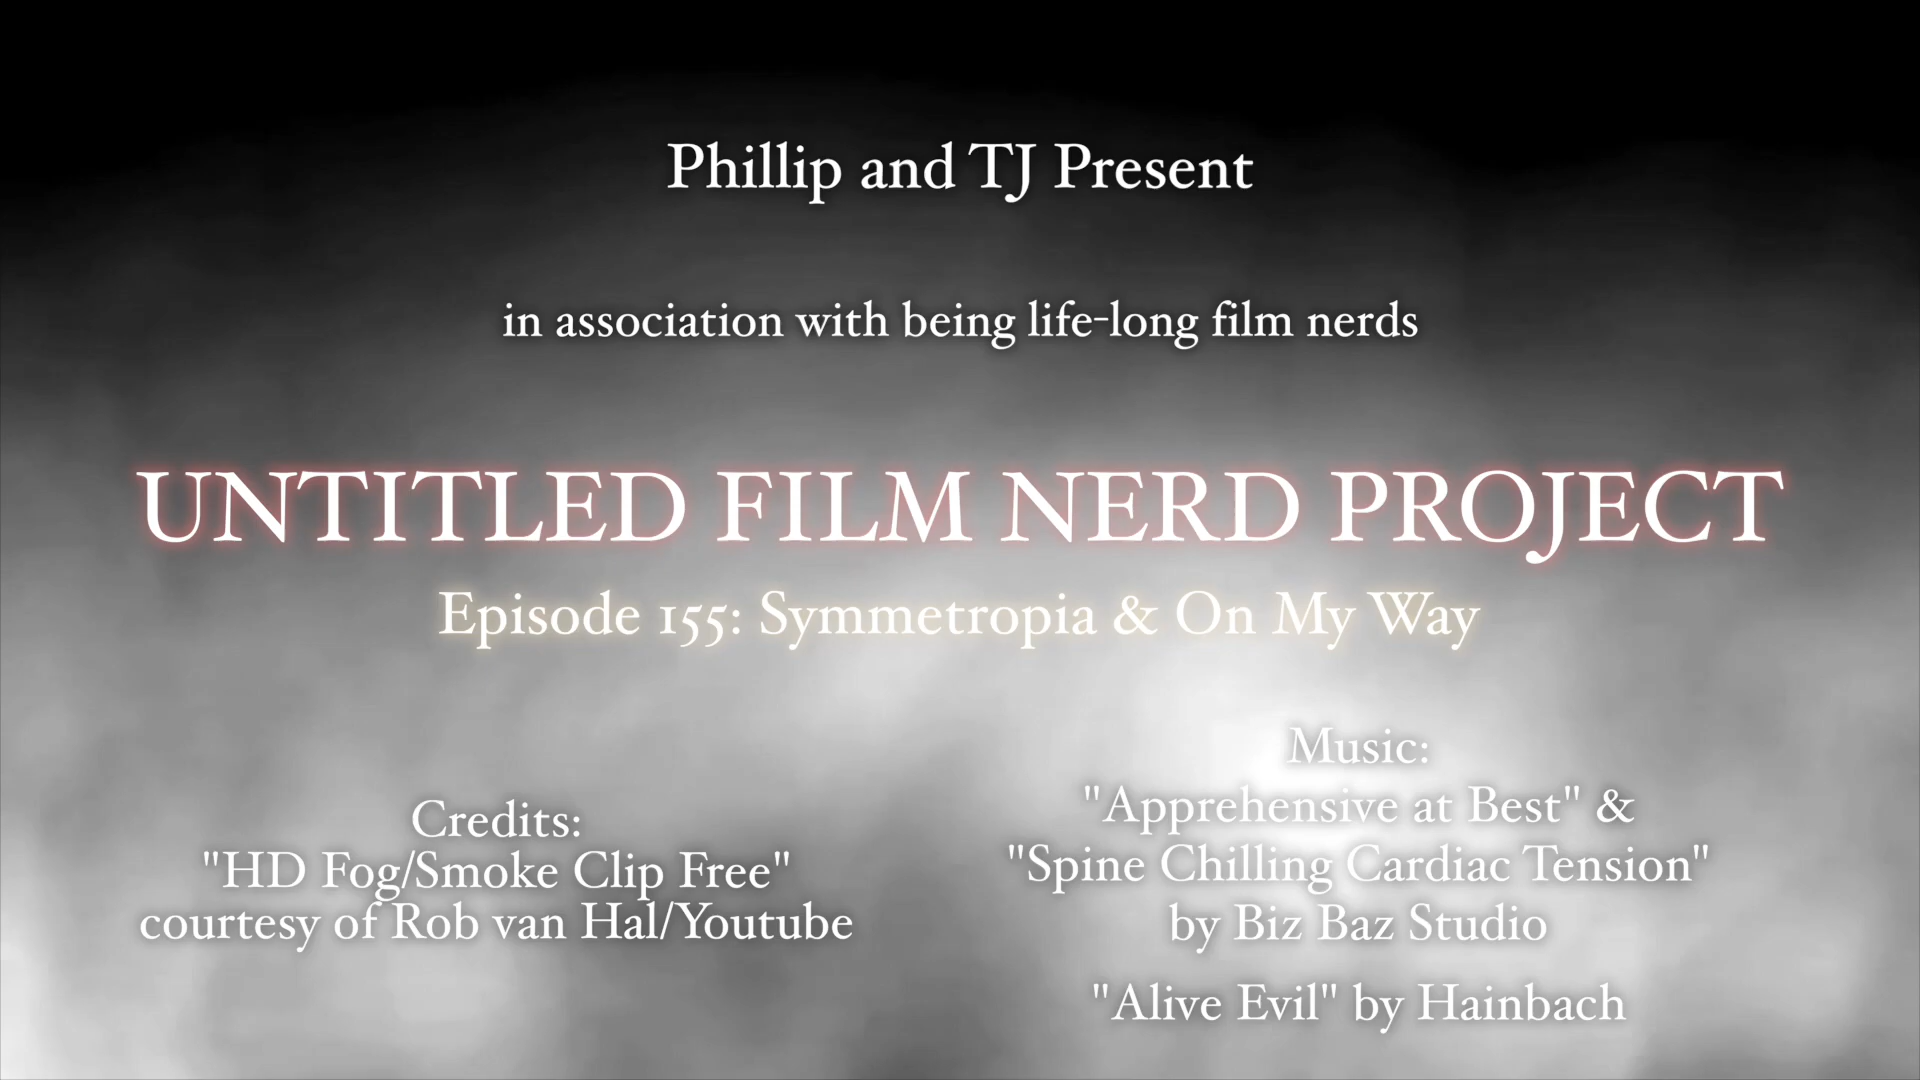 Phillip and TJ Present
in association with being life-long film nerds
UNTITLED FILM NERD PROJECT
Episode 155: Symmetropia & On My Way
Credits:
"HD Fog/Smoke Clip Free"
courtesy of Rob van Hal/Youtube
Music:
"Apprehensive at Best" &
"Spine Chilling Cardiac Tension"
by Biz Baz Studio
"Alive Evil" by Hainbach